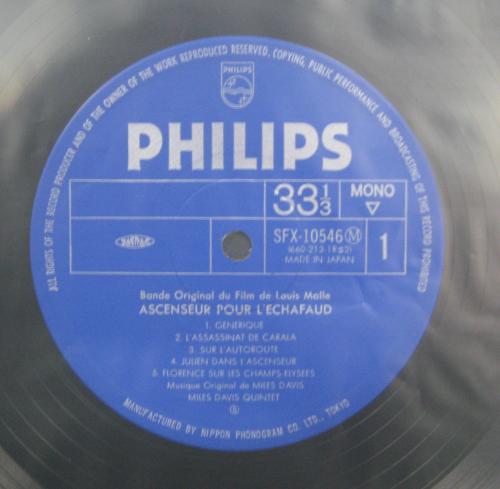 ALL RIGHTS OF THE RECORD PRODUCER AND OF THE OWNER OF THE WORK REPRODUCED RESERVED. COPYING, PUBLIC PERFORMANCE AND BROADCASTING OF THIS RECORD PROHIBITED
PHILIPS
PHILIPS
33 1/3
MONO
SFX-10546 Ⓜ
MADE IN JAPAN
1
Bande Original du Film de Louis Malle
ASCENSEUR POUR L'ECHAFAUD
1. GENERIQUE
2. L'ASSASSINAT DE CARALA
3. SUR L'AUTOROUTE
4. JULIEN DANS L'ASCENSEUR
5. FLORENCE SUR LES CHAMPS-ELYSEES
Musique Original de MILES DAVIS
MILES DAVIS QUINTET
MANUFACTURED BY NIPPON PHONOGRAM CO. LTD., TOKYO